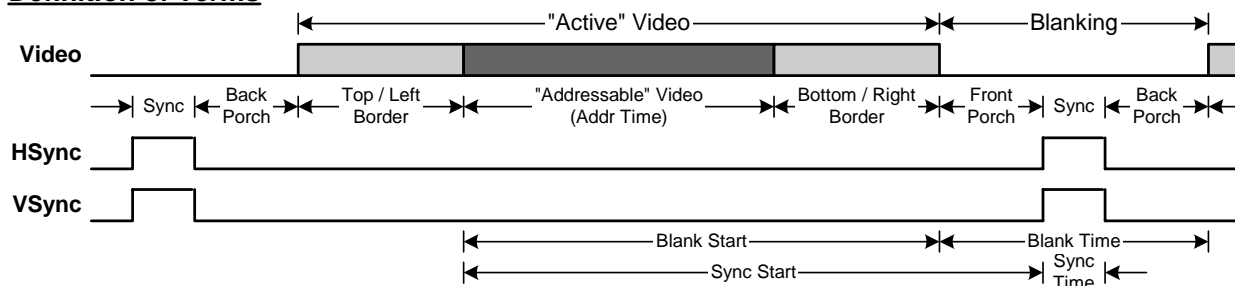 Definition of Terms
"Active" Video
Blanking
Video
Sync
Back Porch
Top / Left Border
"Addressable" Video (Addr Time)
Bottom / Right Border
Front Porch
Sync
Back Porch
HSync
VSync
Blank Start
Blank Time
Sync Start
Sync Time